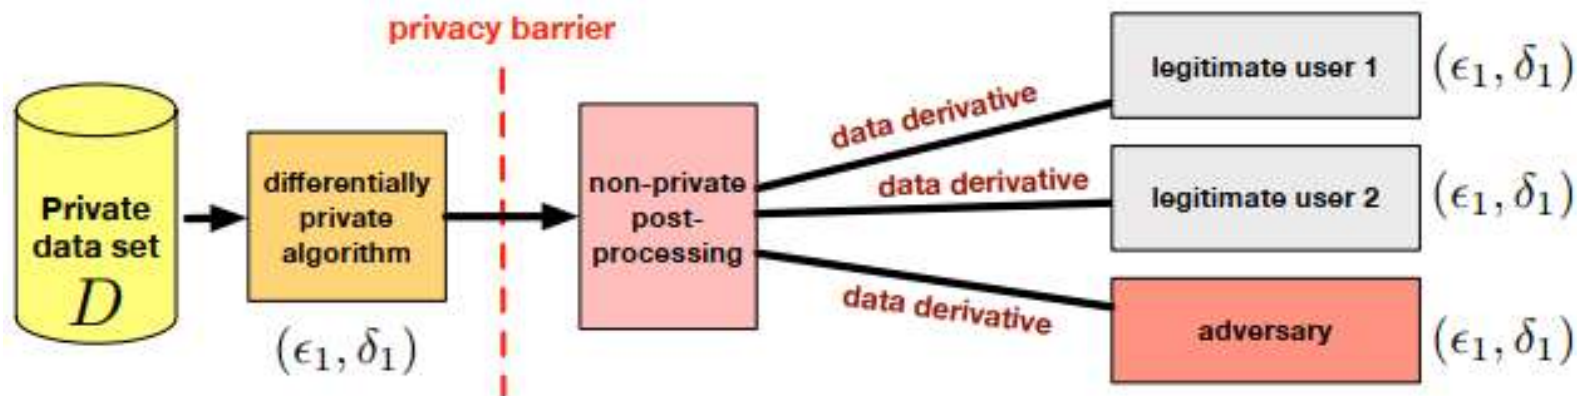 privacy barrier
Private
data set
D
differentially
private
algorithm
(ϵ₁, δ₁)
non-private
post-
processing
data derivative
data derivative
data derivative
legitimate user 1
(ϵ₁, δ₁)
legitimate user 2
(ϵ₁, δ₁)
adversary
(ϵ₁, δ₁)